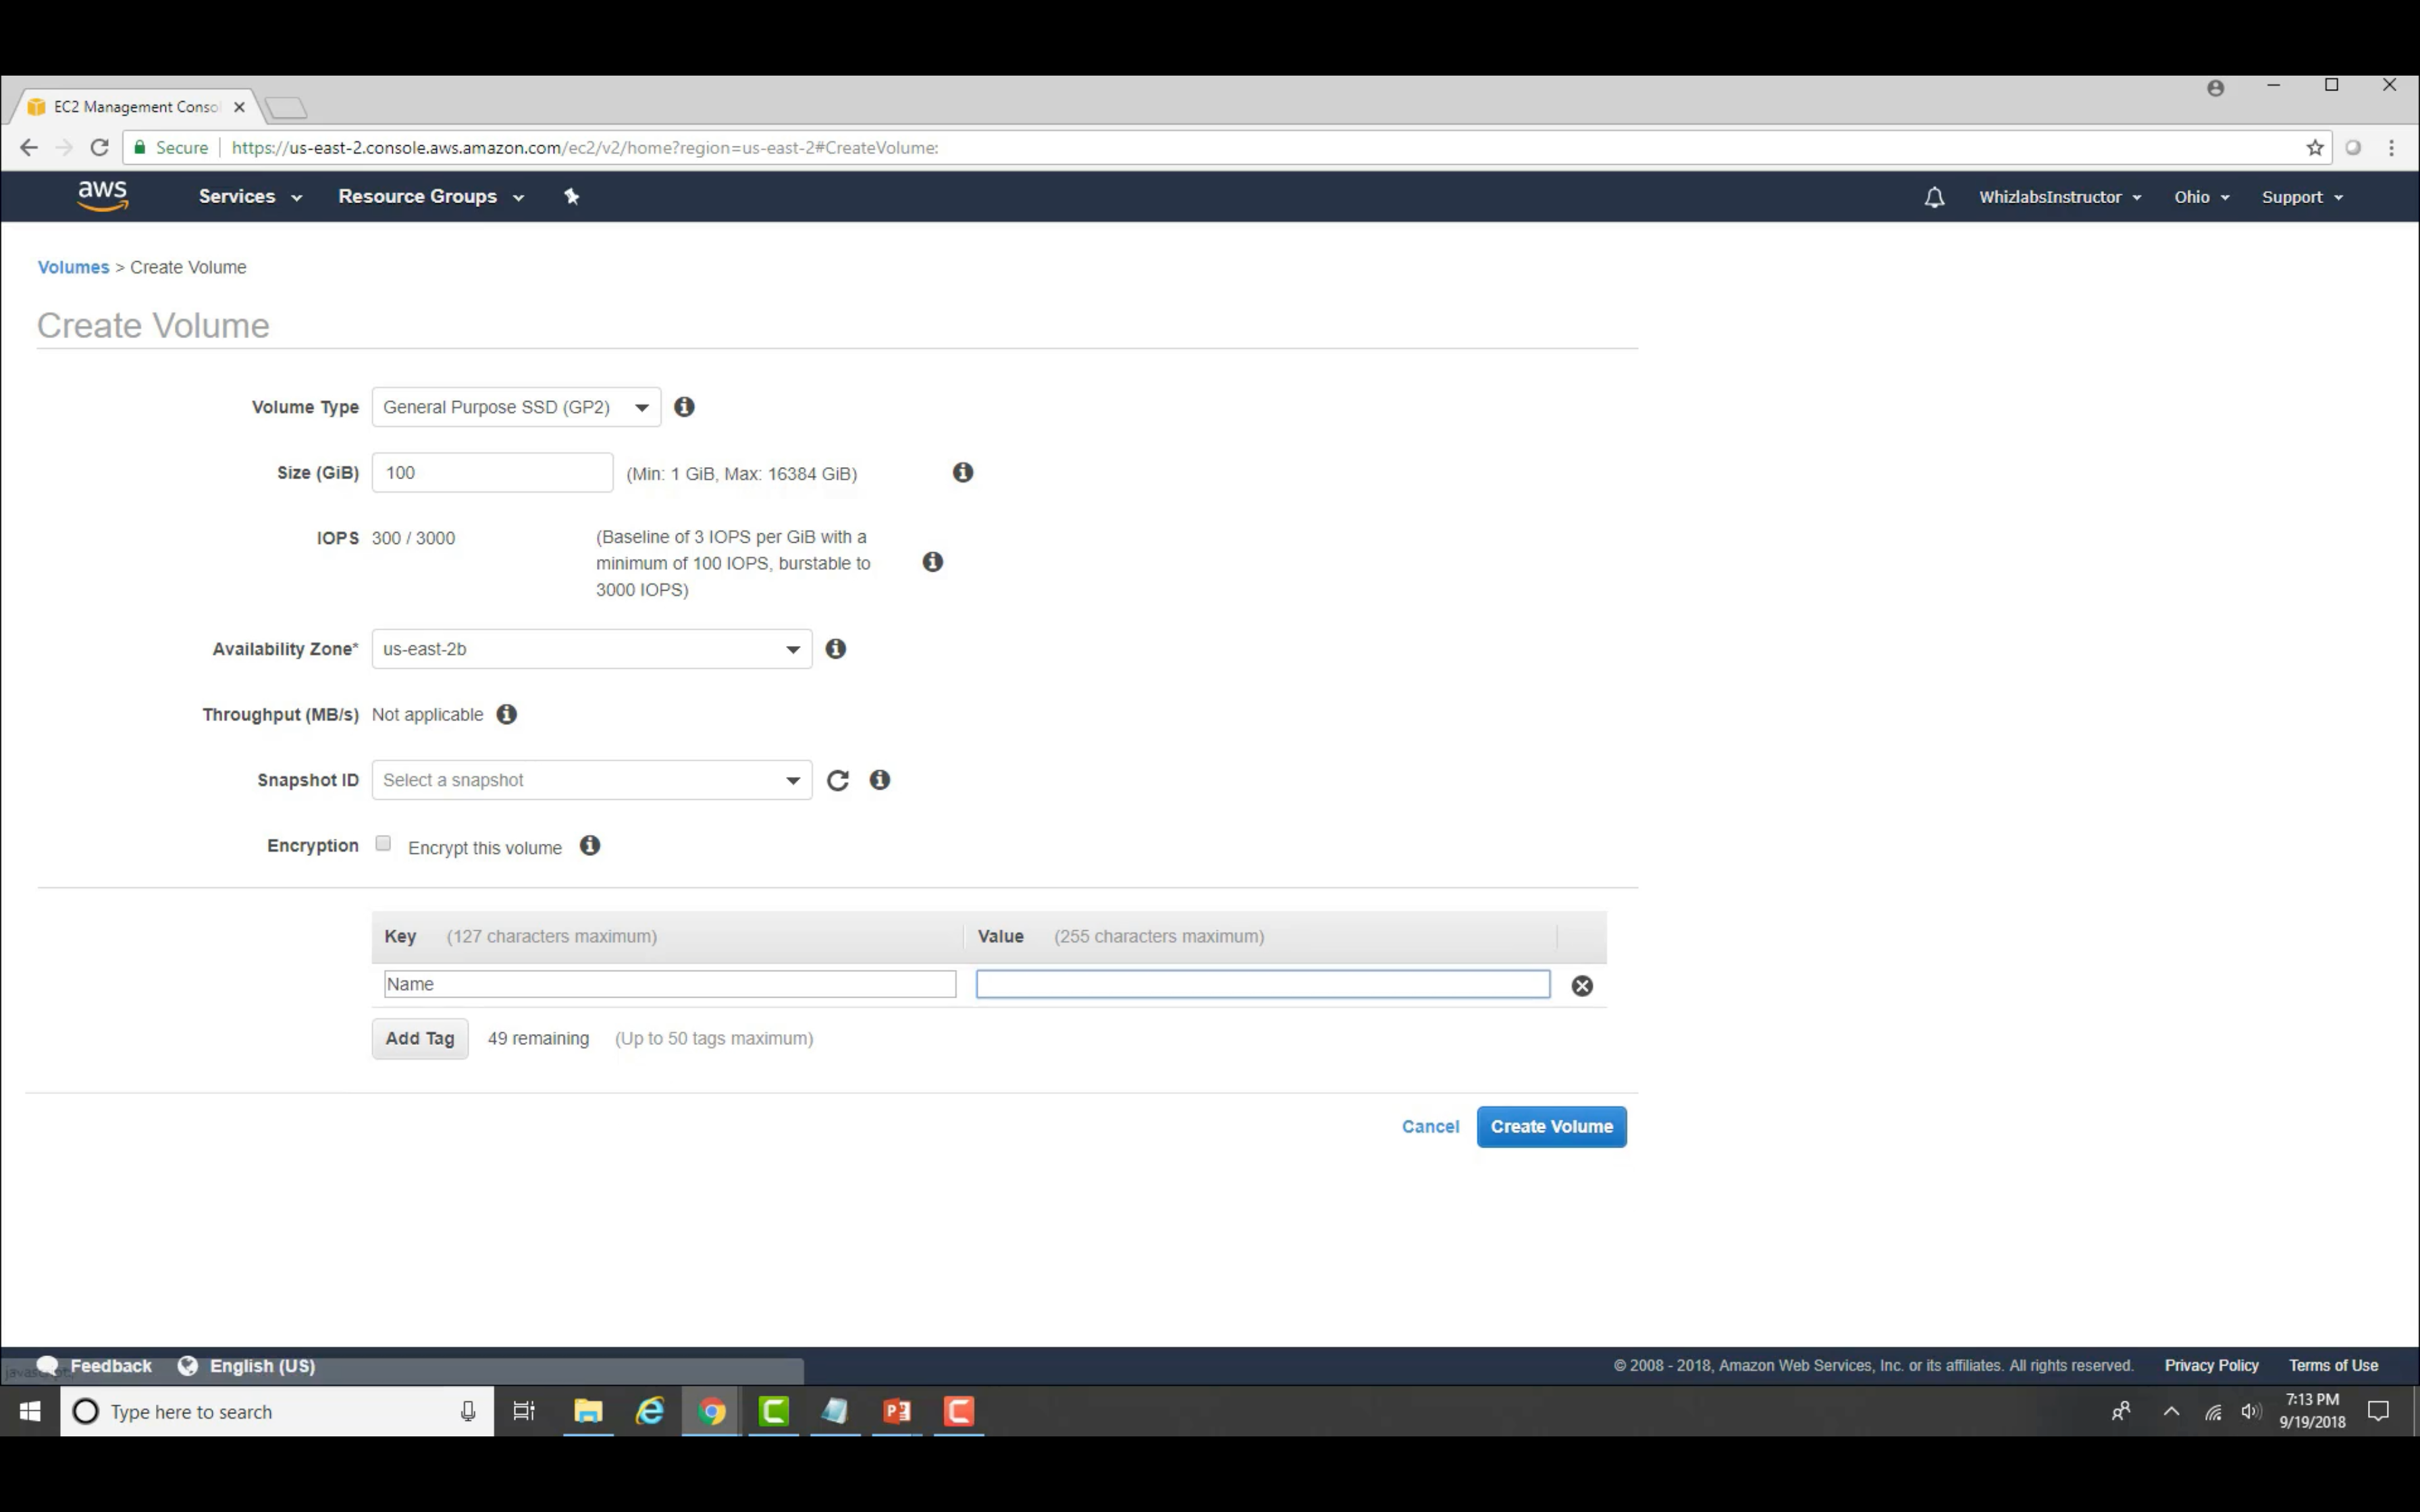 EC2 Management Conso
Secure https://us-east-2.console.aws.amazon.com/ec2/v2/home?region=us-east-2#CreateVolume:
aws Services Resource Groups WhizlabsInstructor Ohio Support
Volumes > Create Volume
Create Volume
Volume Type General Purpose SSD (GP2)
Size (GiB) 100 (Min: 1 GiB, Max: 16384 GiB)
IOPS 300 / 3000 (Baseline of 3 IOPS per GiB with a
minimum of 100 IOPS, burstable to
3000 IOPS)
Availability Zone* us-east-2b
Throughput (MB/s) Not applicable
Snapshot ID Select a snapshot
Encryption Encrypt this volume
Key (127 characters maximum) Value (255 characters maximum)
Name
Add Tag 49 remaining (Up to 50 tags maximum)
Cancel Create Volume
Feedback English (US) © 2008 - 2018, Amazon Web Services, Inc. or its affiliates. All rights reserved. Privacy Policy Terms of Use
Type here to search
7:13 PM
9/19/2018